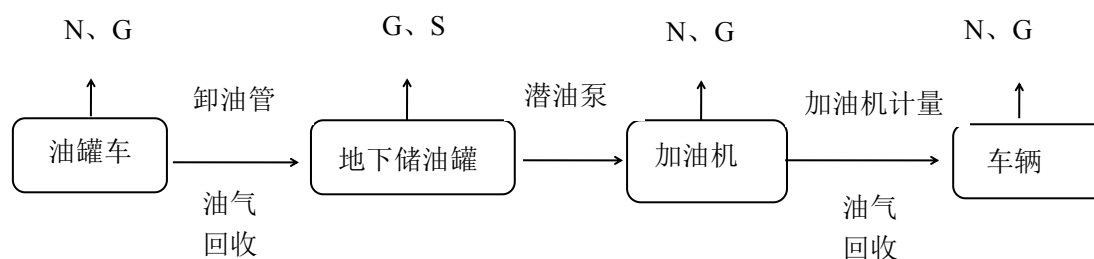 N、G
G、S
N、G
N、G
卸油管
潜油泵
加油机计量
油罐车
地下储油罐
加油机
车辆
油气
回收
油气
回收